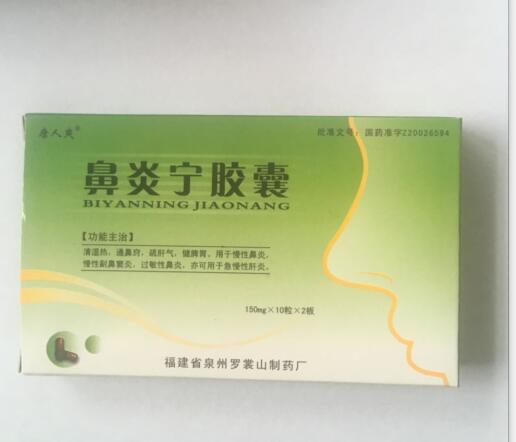 康人爽®
批准文号：国药准字Z20026594
鼻炎宁胶囊
BIYANNING JIAONANG
【功能主治】
清湿热，通鼻窍，疏肝气，健脾胃。用于慢性鼻炎，
慢性副鼻窦炎，过敏性鼻炎，亦可用于急慢性肝炎。
150mg×10粒×2板
福建省泉州罗裳山制药厂